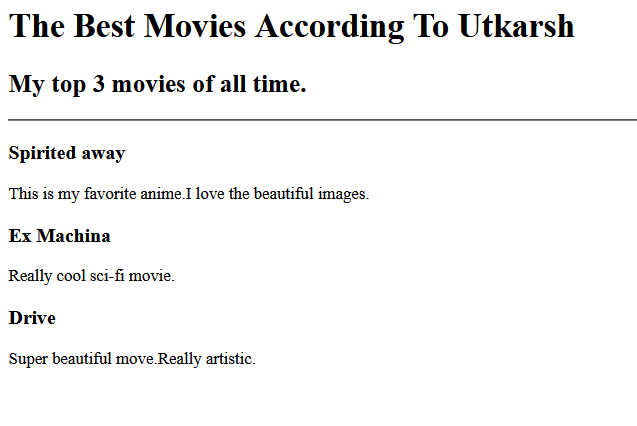 The Best Movies According To Utkarsh
My top 3 movies of all time.
Spirited away
This is my favorite anime.I love the beautiful images.
Ex Machina
Really cool sci-fi movie.
Drive
Super beautiful move.Really artistic.